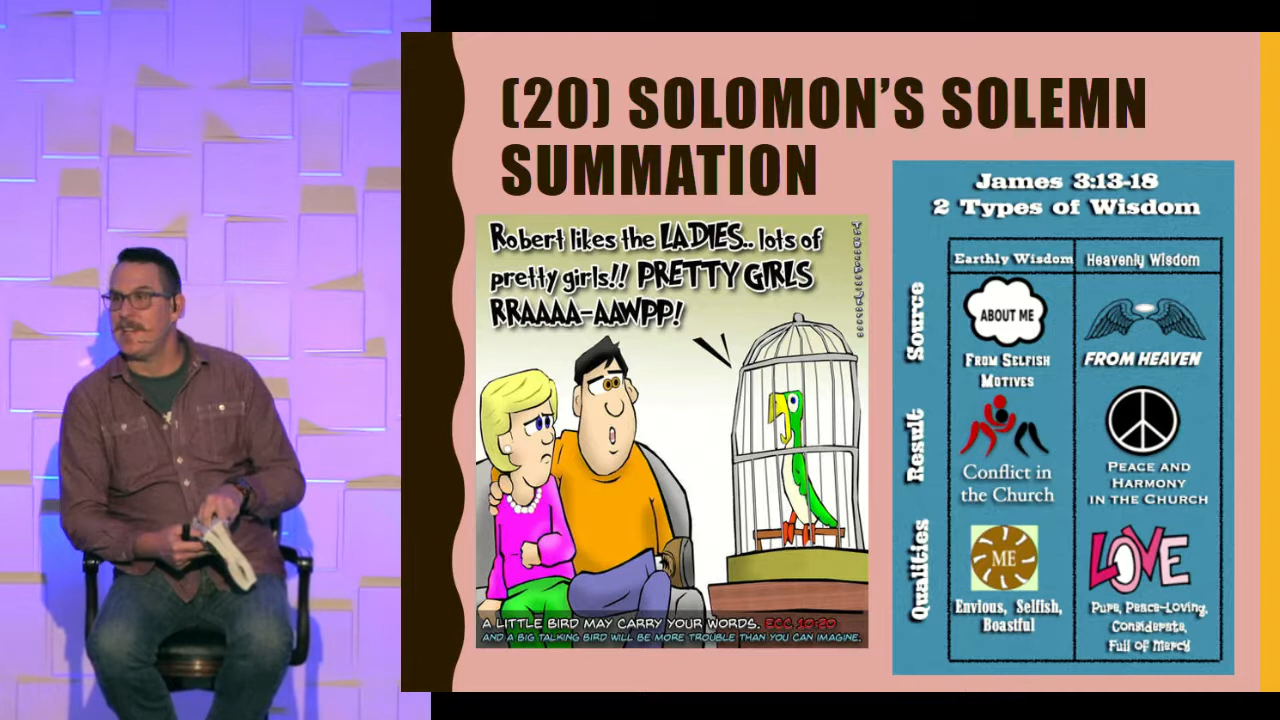 (20) SOLOMON'S SOLEMN
SUMMATION
Robert likes the LADIES.. lots of
pretty girls!! PRETTY GIRLS
RRAAAA-AAWPP!
A LITTLE BIRD MAY CARRY YOUR WORDS. ECC 10:20
AND A BIG TALKING BIRD WILL BE MORE TROUBLE THAN YOU CAN IMAGINE.
James 3:13-18
2 Types of Wisdom
Earthly Wisdom
Heavenly Wisdom
Source
ABOUT ME
FROM SELFISH
MOTIVES
FROM HEAVEN
Result
Conflict in
the Church
PEACE AND
HARMONY
IN THE CHURCH
Qualities
ME
Envious, Selfish,
Boastful
LOVE
Pure, Peace-Loving,
Considerate,
Full of Mercy